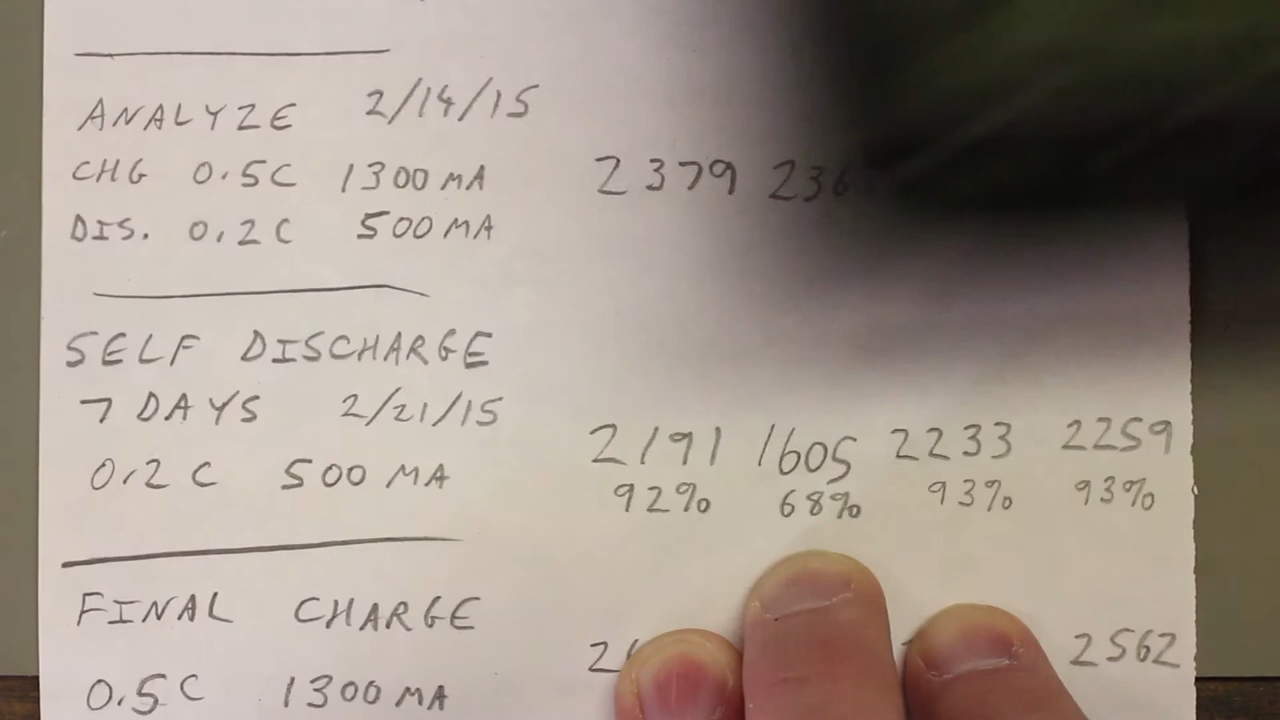 ANALYZE 2/14/15
CHG 0.5C 1300 MA 2379
DIS. 0.2C 500 MA
SELF DISCHARGE
7 DAYS 2/21/15 2191 1605 2233 2259
0.2C 500 MA 92% 68% 93% 93%
FINAL CHARGE
2562
0.5C 1300 MA